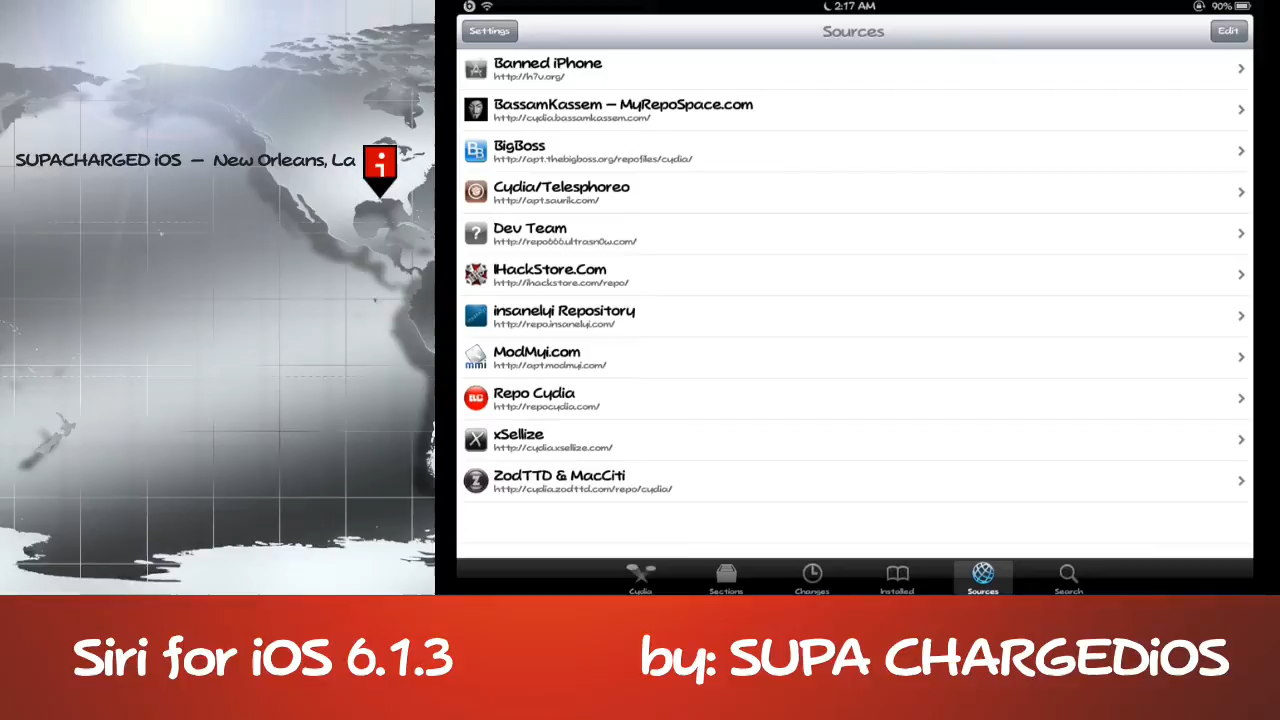 2:17 AM
90%
Settings
Sources
Edit
Banned iPhone
http://h7v.org/
BassamKassem – MyRepoSpace.com
http://cydia.bassamkassem.com/
BB
BigBoss
http://apt.thebigboss.org/repofiles/cydia/
Cydia/Telesphoreo
http://apt.saurik.com/
?
Dev Team
http://repo666.ultrasn0w.com/
IHackStore.Com
http://ihackstore.com/repo/
insanelyi Repository
http://repo.insanelyi.com/
mmi
ModMyi.com
http://apt.modmyi.com/
RC
Repo Cydia
http://repocydia.com/
X
xSellize
http://cydia.xsellize.com/
Z
ZodTTD & MacCiti
http://cydia.zodttd.com/repo/cydia/
Cydia
Sections
Changes
Installed
Sources
Search
SUPACHARGED iOS – New Orleans, La
i
Siri for iOS 6.1.3
by: SUPA CHARGEDiOS